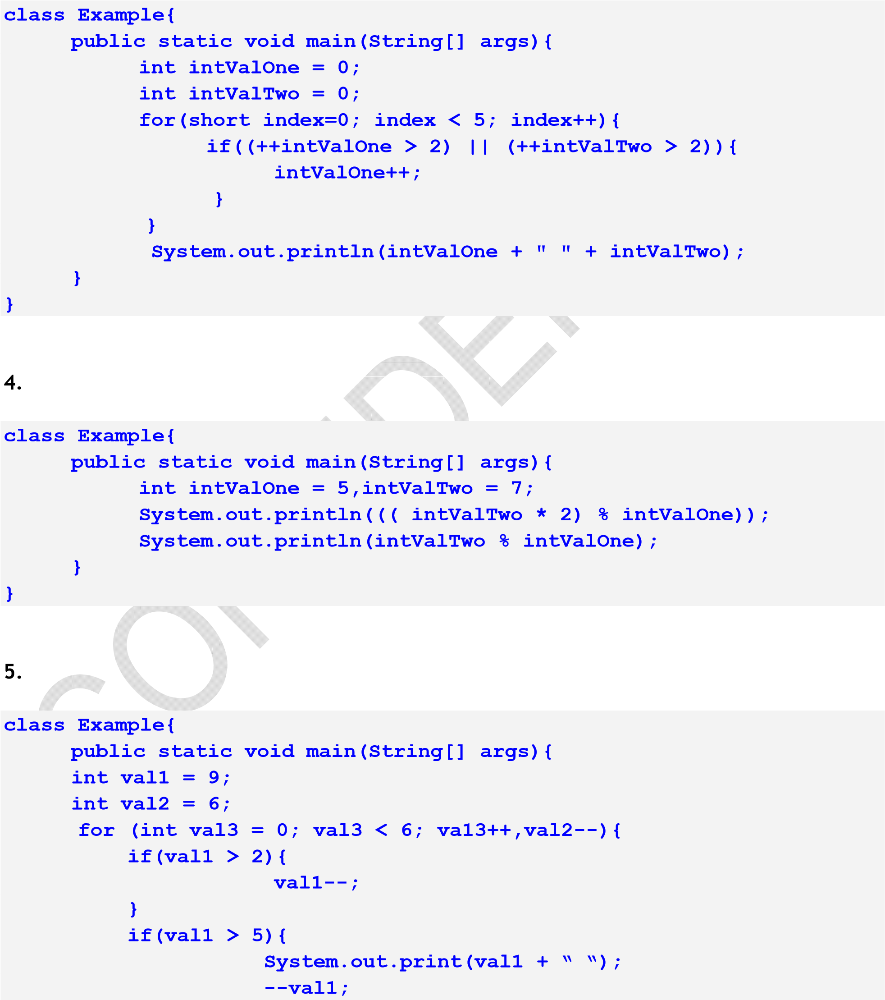 class Example{
public static void main(String[] args){
int intValOne = 0;
int intValTwo = 0;
for(short index=0; index < 5; index++){
if((++intValOne > 2) || (++intValTwo > 2)){
intValOne++;
}
}
System.out.println(intValOne + " " + intValTwo);
}
}
4.
class Example{
public static void main(String[] args){
int intValOne = 5,intValTwo = 7;
System.out.println((( intValTwo * 2) % intValOne));
System.out.println(intValTwo % intValOne);
}
}
5.
class Example{
public static void main(String[] args){
int val1 = 9;
int val2 = 6;
for (int val3 = 0; val3 < 6; va13++,val2--){
if(val1 > 2){
val1--;
}
if(val1 > 5){
System.out.print(val1 + “ “);
--val1;